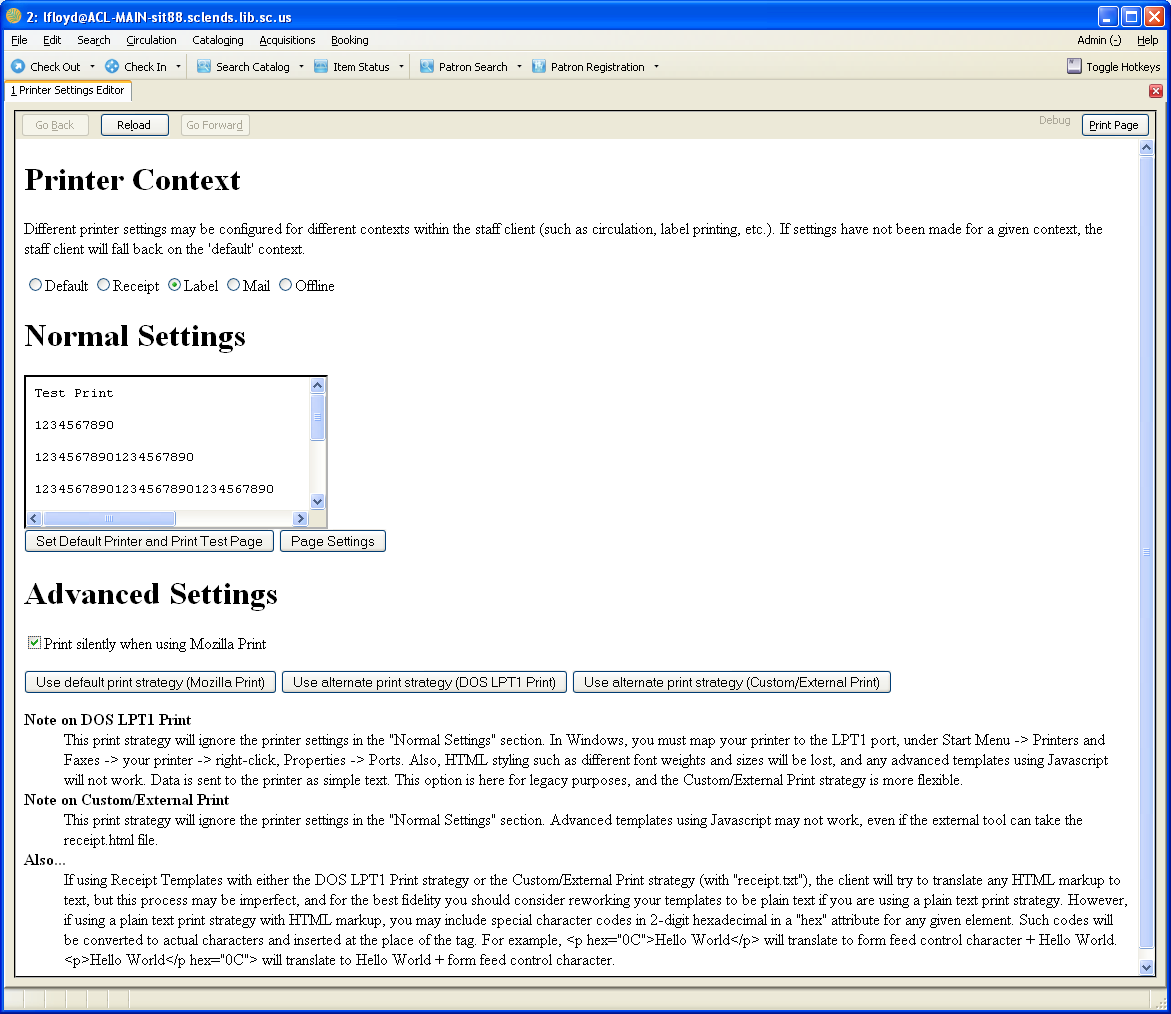 2: lfloyd@ACL-MAIN-sit88.sclends.lib.sc.us
File Edit Search Circulation Cataloging Acquisitions Booking Admin (-) Help
Check Out Check In Search Catalog Item Status Patron Search Patron Registration Toggle Hotkeys
1 Printer Settings Editor
Go Back Reload Go Forward Debug Print Page
Printer Context
Different printer settings may be configured for different contexts within the staff client (such as circulation, label printing, etc.). If settings have not been made for a given context, the
staff client will fall back on the 'default' context.
Default Receipt Label Mail Offline
Normal Settings
Test Print
1234567890
12345678901234567890
123456789012345678901234567890
Set Default Printer and Print Test Page Page Settings
Advanced Settings
Print silently when using Mozilla Print
Use default print strategy (Mozilla Print) Use alternate print strategy (DOS LPT1 Print) Use alternate print strategy (Custom/External Print)
Note on DOS LPT1 Print
This print strategy will ignore the printer settings in the "Normal Settings" section. In Windows, you must map your printer to the LPT1 port, under Start Menu -> Printers and
Faxes -> your printer -> right-click, Properties -> Ports. Also, HTML styling such as different font weights and sizes will be lost, and any advanced templates using Javascript
will not work. Data is sent to the printer as simple text. This option is here for legacy purposes, and the Custom/External Print strategy is more flexible.
Note on Custom/External Print
This print strategy will ignore the printer settings in the "Normal Settings" section. Advanced templates using Javascript may not work, even if the external tool can take the
receipt.html file.
Also...
If using Receipt Templates with either the DOS LPT1 Print strategy or the Custom/External Print strategy (with "receipt.txt"), the client will try to translate any HTML markup to
text, but this process may be imperfect, and for the best fidelity you should consider reworking your templates to be plain text if you are using a plain text print strategy. However,
if using a plain text print strategy with HTML markup, you may include special character codes in 2-digit hexadecimal in a "hex" attribute for any given element. Such codes will
be converted to actual characters and inserted at the place of the tag. For example, <p hex="0C">Hello World</p> will translate to form feed control character + Hello World.
<p>Hello World</p hex="0C"> will translate to Hello World + form feed control character.